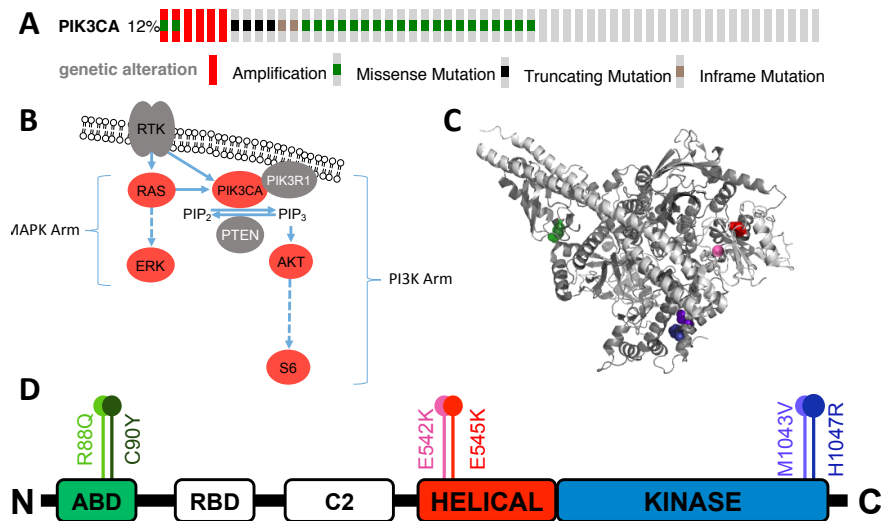 A
PIK3CA 12%
genetic alteration Amplification Missense Mutation Truncating Mutation Inframe Mutation
B
RTK
RAS
PIK3CA
PIK3R1
PIP2
PIP3
PTEN
MAPK Arm
ERK
AKT
PI3K Arm
S6
C
D
R88Q
C90Y
E542K
E545K
M1043V
H1047R
N ABD RBD C2 HELICAL KINASE C